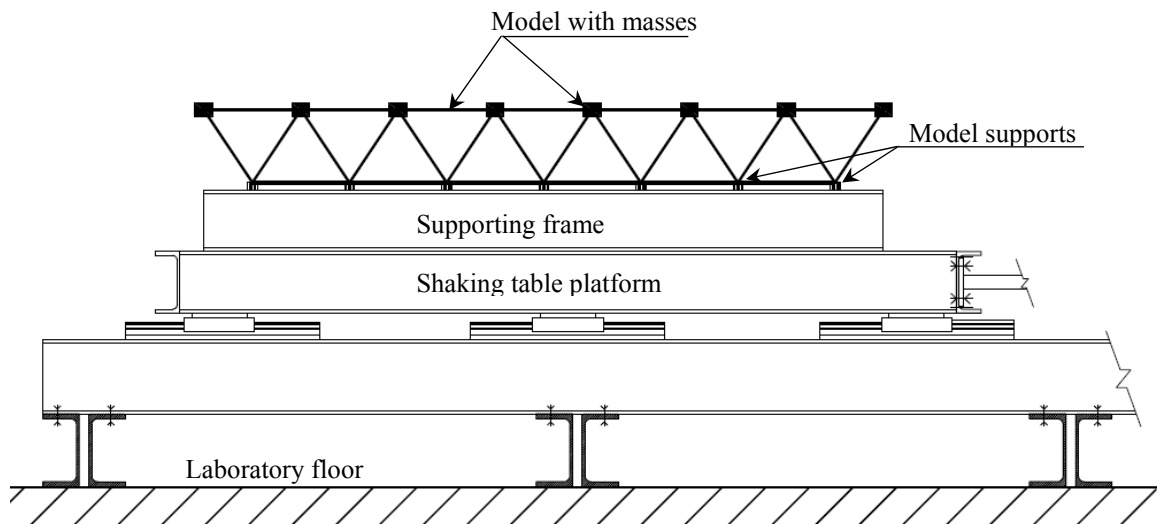 Model with masses
Model supports
Supporting frame
Shaking table platform
Laboratory floor